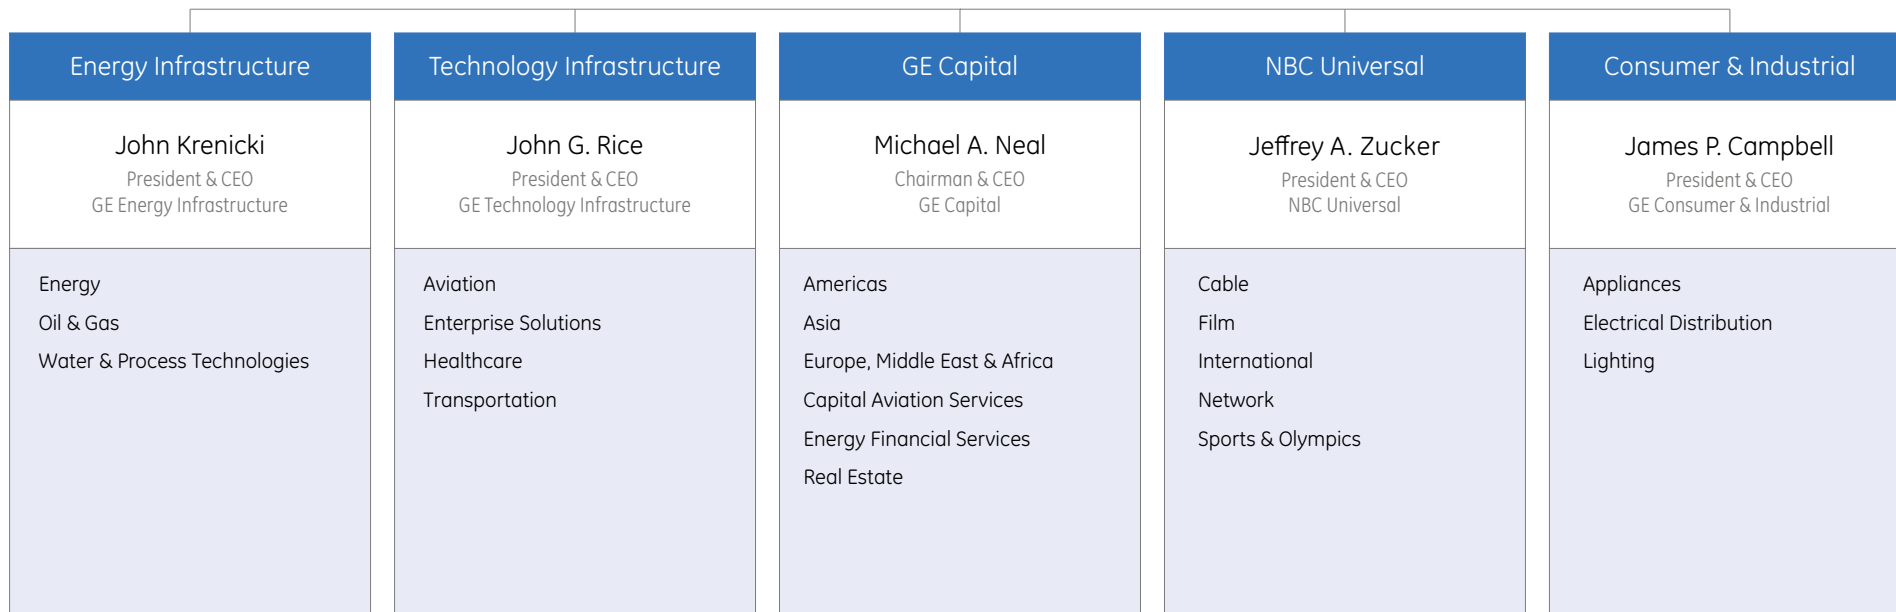 Energy Infrastructure
John Krenicki
President & CEO
GE Energy Infrastructure
Energy
Oil & Gas
Water & Process Technologies
Technology Infrastructure
John G. Rice
President & CEO
GE Technology Infrastructure
Aviation
Enterprise Solutions
Healthcare
Transportation
GE Capital
Michael A. Neal
Chairman & CEO
GE Capital
Americas
Asia
Europe, Middle East & Africa
Capital Aviation Services
Energy Financial Services
Real Estate
NBC Universal
Jeffrey A. Zucker
President & CEO
NBC Universal
Cable
Film
International
Network
Sports & Olympics
Consumer & Industrial
James P. Campbell
President & CEO
GE Consumer & Industrial
Appliances
Electrical Distribution
Lighting